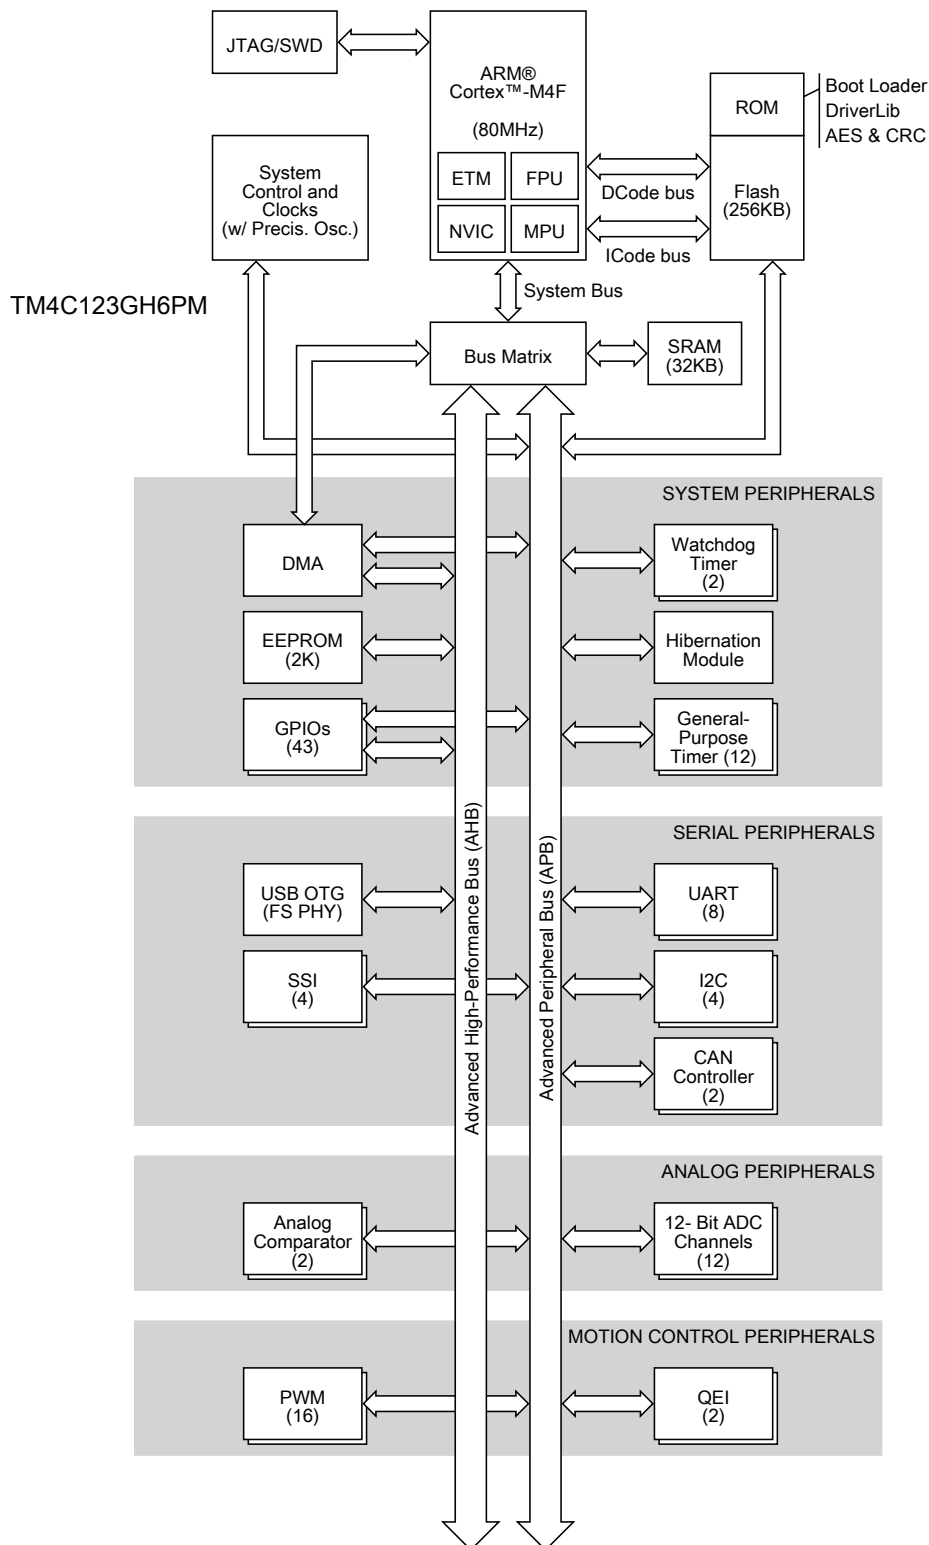 JTAG/SWD
ARM®
Cortex™-M4F
(80MHz)
ETM
FPU
NVIC
MPU
ROM
Boot Loader
DriverLib
AES & CRC
Flash
(256KB)
DCode bus
ICode bus
System
Control and
Clocks
(w/ Precis. Osc.)
TM4C123GH6PM
System Bus
Bus Matrix
SRAM
(32KB)
SYSTEM PERIPHERALS
DMA
Watchdog
Timer
(2)
EEPROM
(2K)
Hibernation
Module
GPIOs
(43)
General-
Purpose
Timer (12)
Advanced High-Performance Bus (AHB)
Advanced Peripheral Bus (APB)
SERIAL PERIPHERALS
USB OTG
(FS PHY)
UART
(8)
SSI
(4)
I2C
(4)
CAN
Controller
(2)
ANALOG PERIPHERALS
Analog
Comparator
(2)
12- Bit ADC
Channels
(12)
MOTION CONTROL PERIPHERALS
PWM
(16)
QEI
(2)